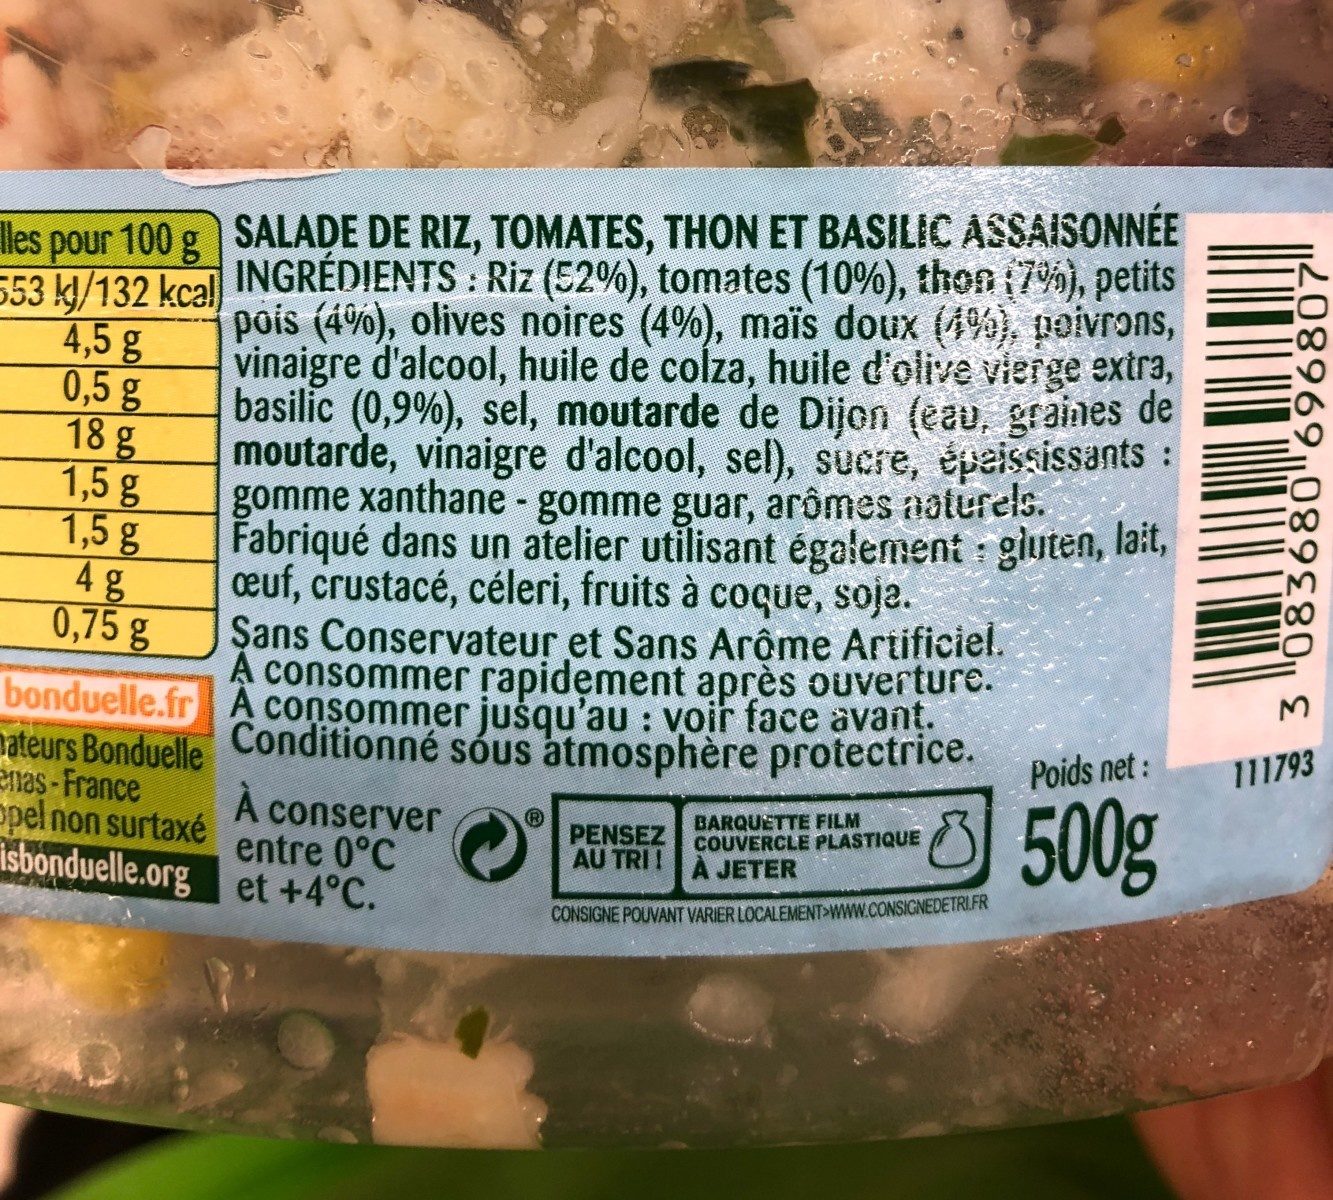 lles pour 100 g
553 kJ/132 kcal
4,5 g
0,5 g
18 g
1,5 g
1,5 g
4 g
0,75 g
bonduelle.fr
ateurs Bonduelle
enas - France
pel non surtaxé
isbonduelle.org
SALADE DE RIZ, TOMATES, THON ET BASILIC ASSAISONNÉE
INGRÉDIENTS : Riz (52%), tomates (10%), thon (7%), petits
pois (4%), olives noires (4%), maïs doux (4%), poivrons,
vinaigre d'alcool, huile de colza, huile d'olive vierge extra,
basilic (0,9%), sel, moutarde de Dijon (eau, graines de
moutarde, vinaigre d'alcool, sel), sucre, épaississants :
gomme xanthane - gomme guar, arômes naturels.
Fabriqué dans un atelier utilisant également : gluten, lait,
œuf, crustacé, céleri, fruits à coque, soja.
Sans Conservateur et Sans Arôme Artificiel.
À consommer rapidement après ouverture.
À consommer jusqu'au : voir face avant.
Conditionné sous atmosphère protectrice.
À conserver
entre 0°C
et +4°C.
®
PENSEZ
AU TRI !
BARQUETTE FILM
COUVERCLE PLASTIQUE
À JETER
CONSIGNE POUVANT VARIER LOCALEMENT>WWW.CONSIGNEDETRI.FR
Poids net :
500g
3 083680 696807
111793